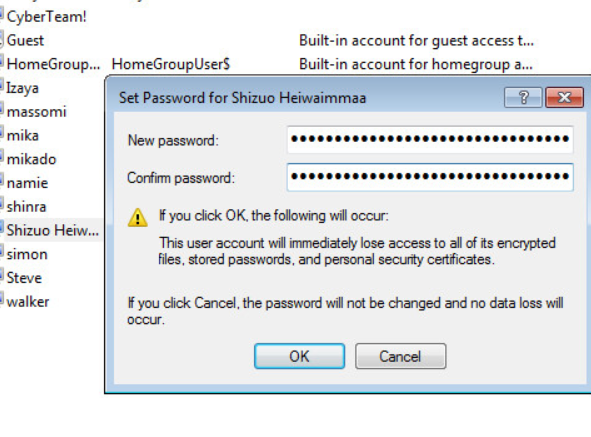 CyberTeam!
Guest Built-in account for guest access t...
HomeGroup... HomeGroupUser$ Built-in account for homegroup a...
Izaya
massomi
mika
mikado
namie
shinra
Shizuo Heiw...
simon
Steve
walker
Set Password for Shizuo Heiwaimmaa
New password:
Confirm password:
If you click OK, the following will occur:
This user account will immediately lose access to all of its encrypted
files, stored passwords, and personal security certificates.
If you click Cancel, the password will not be changed and no data loss will
occur.
OK Cancel